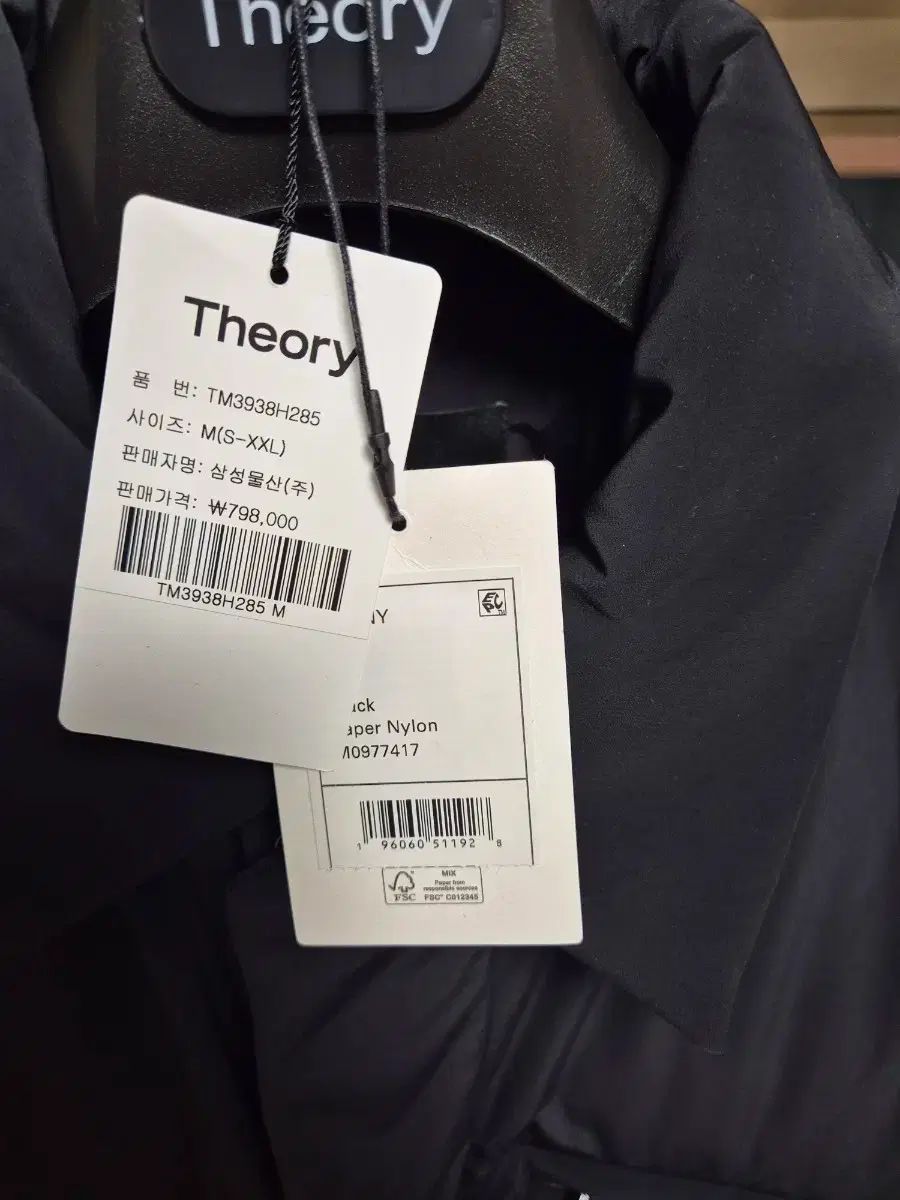 Theory
Theory
품 번: TM3938H285
사이즈: M(S-XXL)
판매자명: 삼성물산(주)
판매가격: ₩798,000
TM3938H285 M
NY
ck
aper Nylon
M0977417
1 96060 51192 8
FSC
MIX
Paper from
responsible sources
FSC® C012345